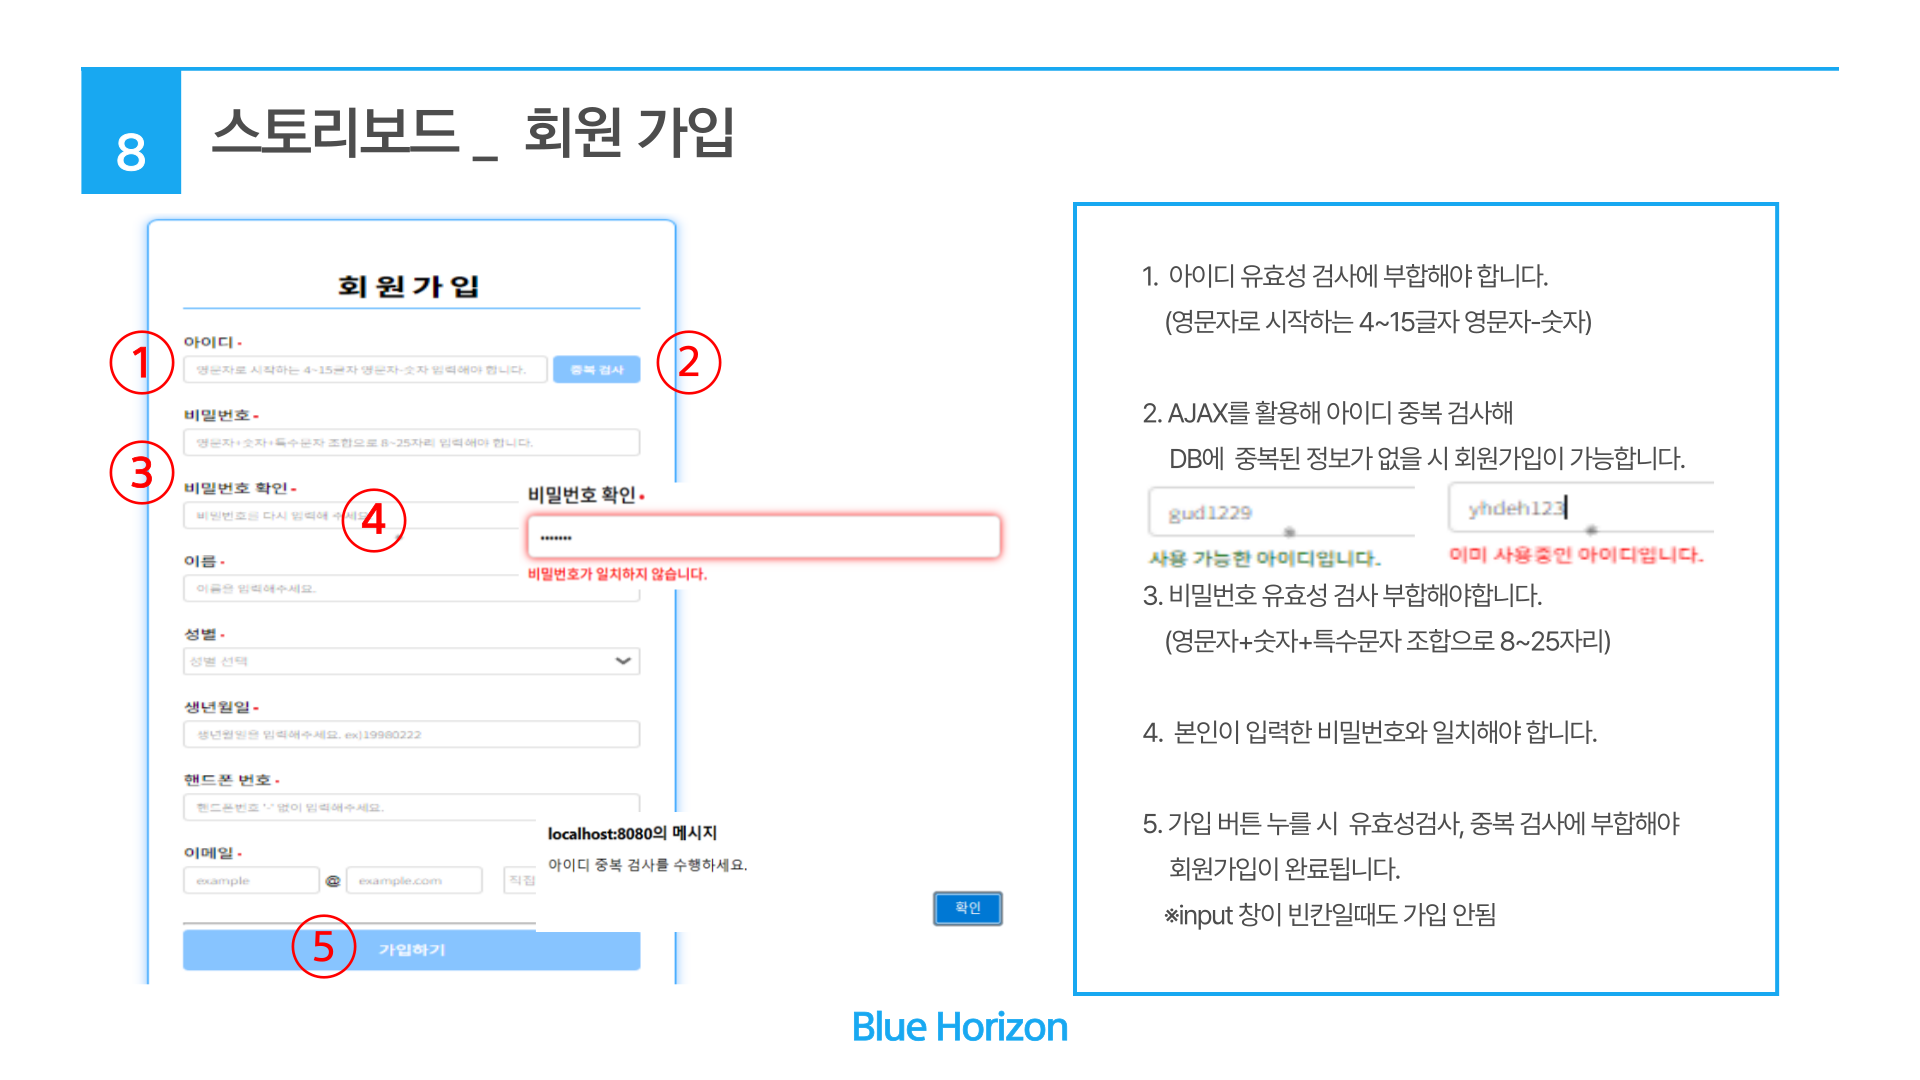 8
스토리보드 _ 회원 가입
회원가입
1
아이디 •
영문자로 시작하는 4~15글자 영문자-숫자 입력해야 합니다.
중복 검사
2
비밀번호 •
영문자+숫자+특수문자 조합으로 8~25자리 입력해야 합니다.
3
비밀번호 확인 •
비밀번호를 다시 입력해 주세요
4
비밀번호 확인 •
•••••••
비밀번호가 일치하지 않습니다.
이름 •
이름을 입력해주세요.
성별 •
성별 선택
생년월일 •
생년월일을 입력해주세요. ex)19980222
핸드폰 번호 •
핸드폰번호 '-' 없이 입력해주세요.
이메일 •
example @ example.com 직접
localhost:8080의 메시지
아이디 중복 검사를 수행하세요.
확인
5
가입하기
1. 아이디 유효성 검사에 부합해야 합니다.
(영문자로 시작하는 4~15글자 영문자-숫자)
2. AJAX를 활용해 아이디 중복 검사해
DB에 중복된 정보가 없을 시 회원가입이 가능합니다.
gud1229
사용 가능한 아이디입니다.
yhdeh123
이미 사용중인 아이디입니다.
3. 비밀번호 유효성 검사 부합해야합니다.
(영문자+숫자+특수문자 조합으로 8~25자리)
4. 본인이 입력한 비밀번호와 일치해야 합니다.
5. 가입 버튼 누를 시 유효성검사, 중복 검사에 부합해야
회원가입이 완료됩니다.
※input 창이 빈칸일때도 가입 안됨
Blue Horizon